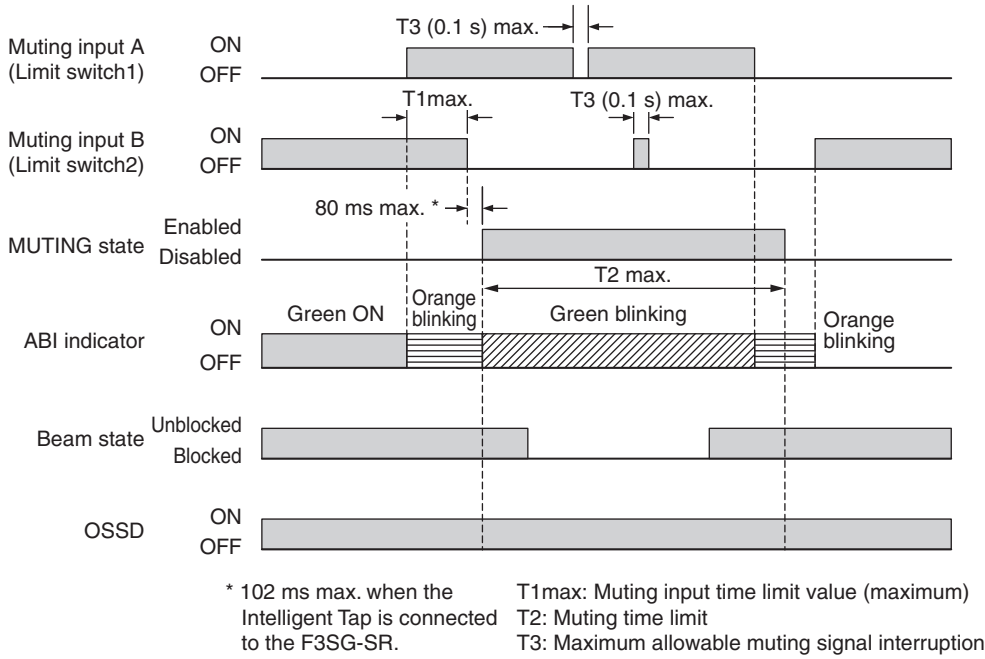 T3 (0.1 s) max.
Muting input A
(Limit switch1)
ON
OFF
T1max.
T3 (0.1 s) max.
Muting input B
(Limit switch2)
ON
OFF
80 ms max. *
MUTING state
Enabled
Disabled
T2 max.
Green ON
Orange
blinking
Green blinking
Orange
blinking
ABI indicator
ON
OFF
Beam state
Unblocked
Blocked
OSSD
ON
OFF
* 102 ms max. when the
Intelligent Tap is connected
to the F3SG-SR.
T1max: Muting input time limit value (maximum)
T2: Muting time limit
T3: Maximum allowable muting signal interruption